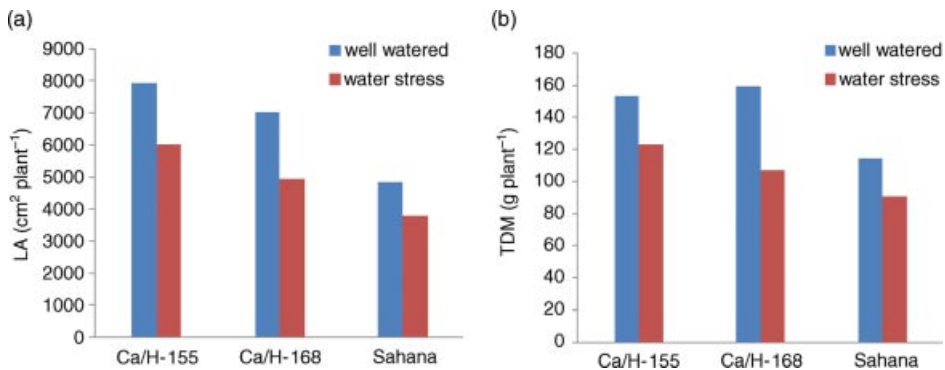 (a)
LA (cm² plant⁻¹)
9000
8000
7000
6000
5000
4000
3000
2000
1000
0
well watered
water stress
Ca/H-155 Ca/H-168 Sahana
(b)
TDM (g plant⁻¹)
180
160
140
120
100
80
60
40
20
0
well watered
water stress
Ca/H-155 Ca/H-168 Sahana